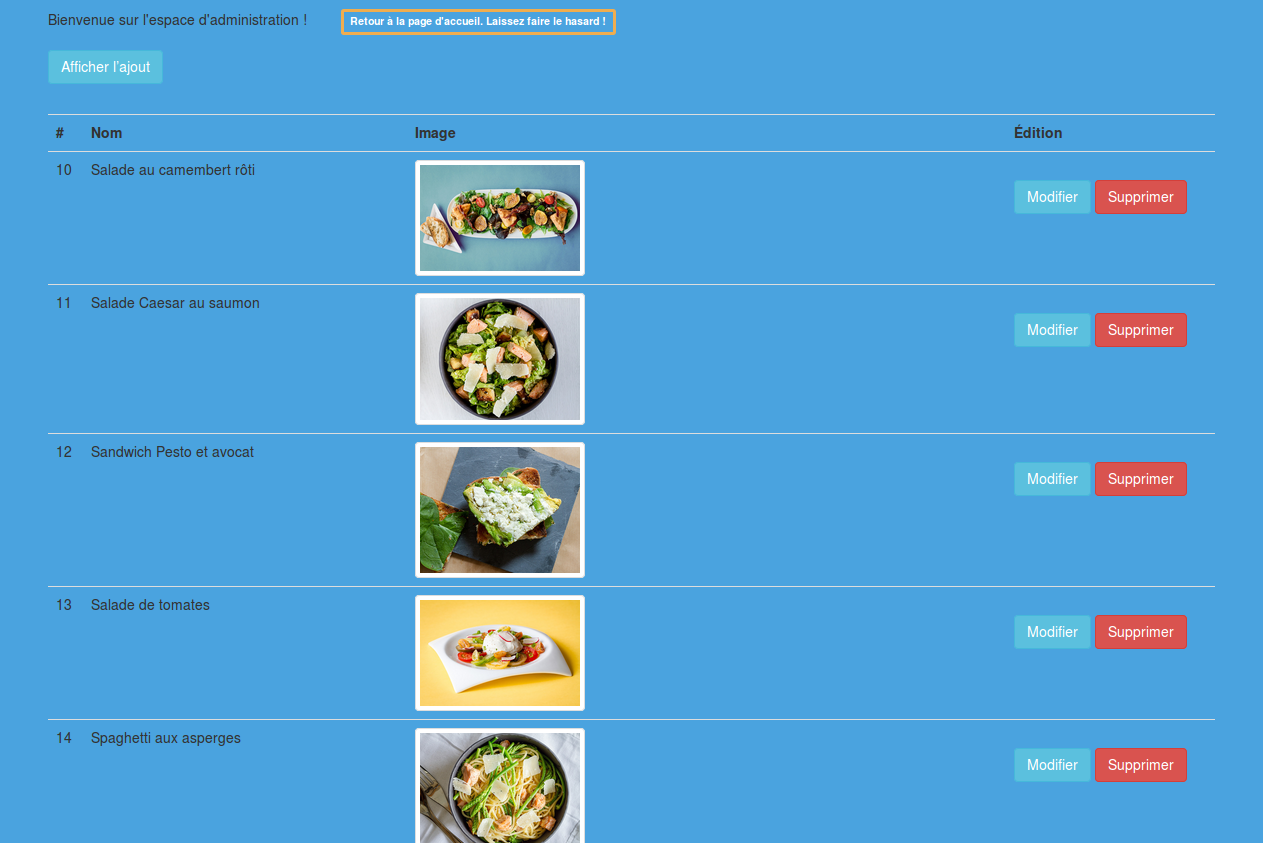 Bienvenue sur l'espace d'administration ! Retour à la page d'accueil. Laissez faire le hasard !
Afficher l'ajout
# Nom Image Édition
10 Salade au camembert rôti Modifier Supprimer
11 Salade Caesar au saumon Modifier Supprimer
12 Sandwich Pesto et avocat Modifier Supprimer
13 Salade de tomates Modifier Supprimer
14 Spaghetti aux asperges Modifier Supprimer